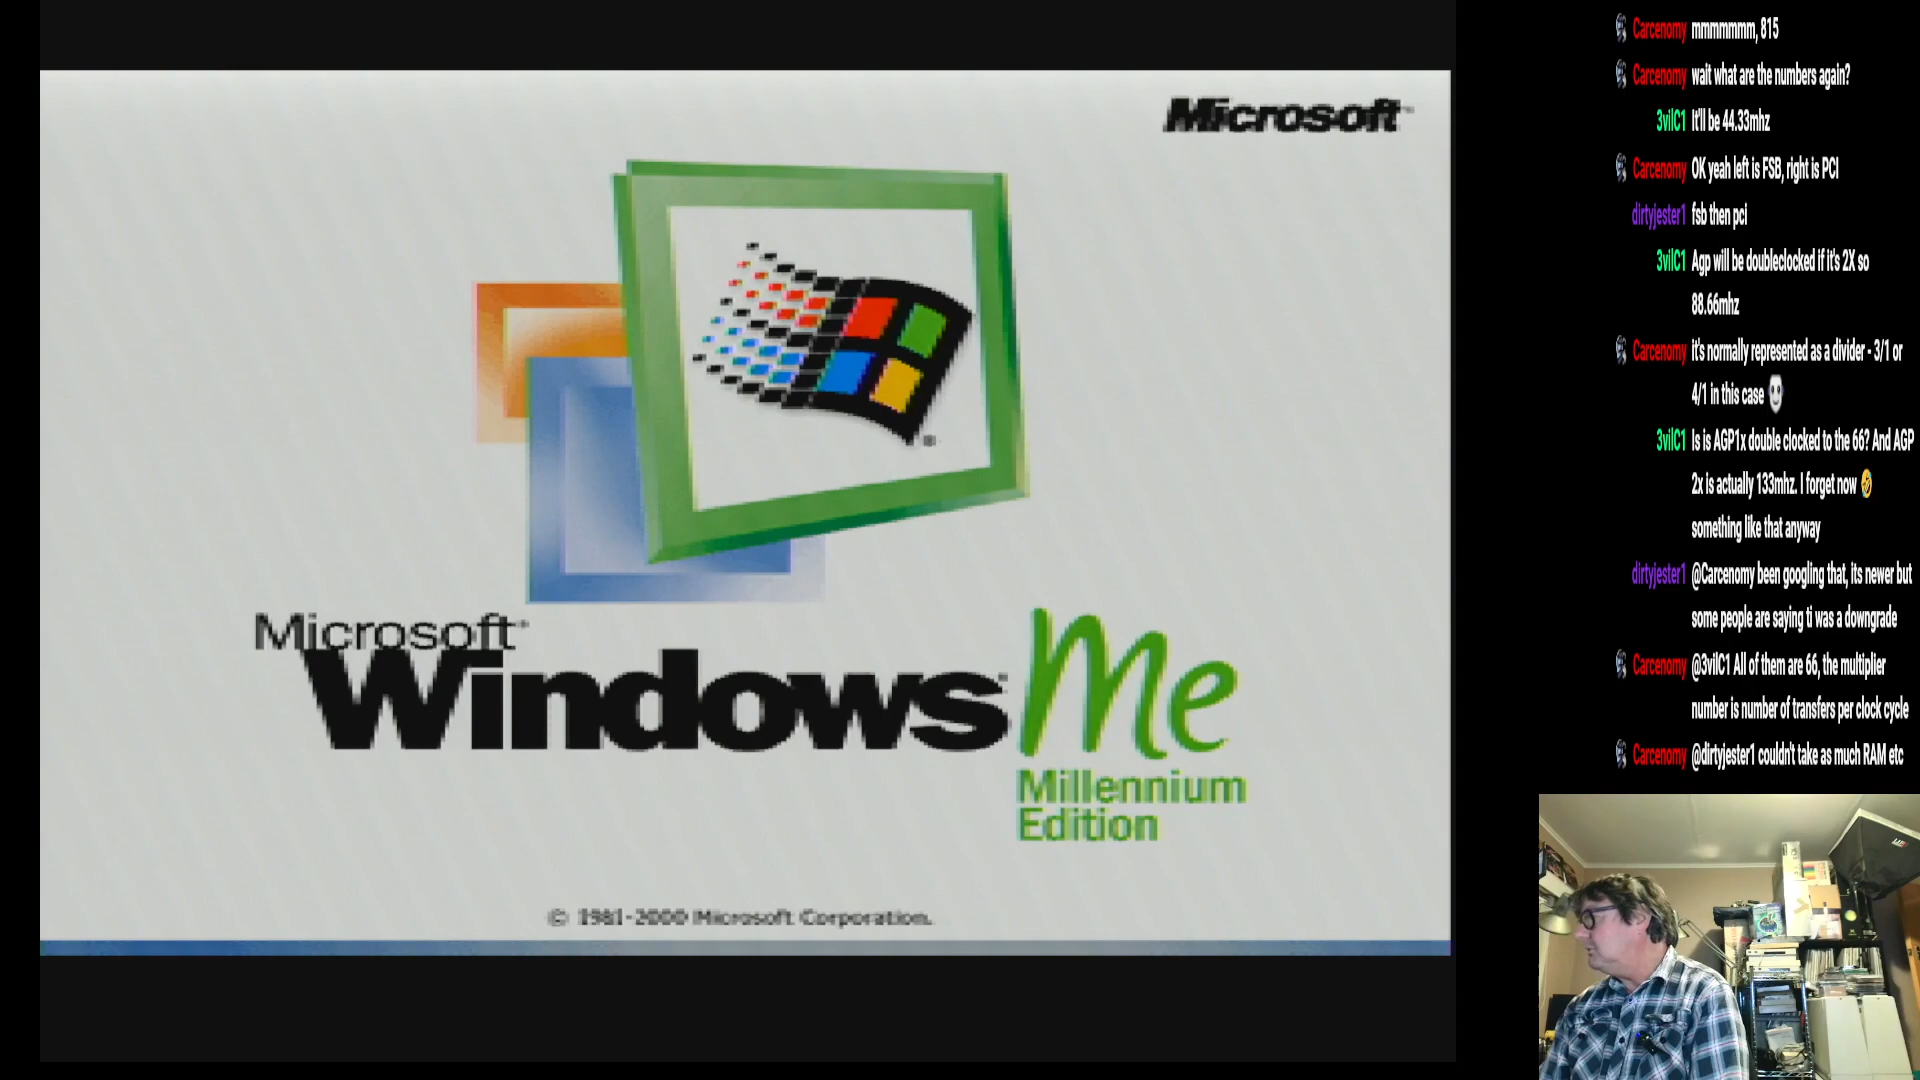 Microsoft
Microsoft
Windows Me
Millennium
Edition
© 1981-2000 Microsoft Corporation.
Carcenomy mmmmmmm, 815
Carcenomy wait what are the numbers again?
3vilC1 It'll be 44.33mhz
Carcenomy OK yeah left is FSB, right is PCI
dirtyjester1 fsb then pci
3vilC1 Agp will be doubleclocked if it's 2X so
88.66mhz
Carcenomy it's normally represented as a divider - 3/1 or
4/1 in this case
3vilC1 Is is AGP1x double clocked to the 66? And AGP
2x is actually 133mhz. I forget now
something like that anyway
dirtyjester1 @Carcenomy been googling that, its newer but
some people are saying ti was a downgrade
Carcenomy @3vilC1 All of them are 66, the multiplier
number is number of transfers per clock cycle
Carcenomy @dirtyjester1 couldn't take as much RAM etc